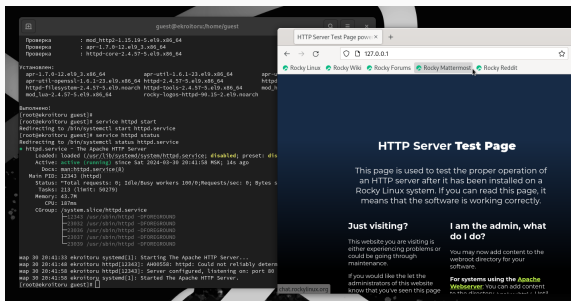 guest@ekroitoru:/home/guest
Проверка : mod_http2-1.15.19-5.el9.x86_64
Проверка : apr-1.7.0-12.el9_3.x86_64
Проверка : httpd-core-2.4.57-5.el9.x86_64
Установлен:
apr-1.7.0-12.el9_3.x86_64 apr-util-1.6.1-23.el9.x86_64
apr-util-openssl-1.6.1-23.el9.x86_64 httpd-2.4.57-5.el9.x86_64
httpd-filesystem-2.4.57-5.el9.noarch httpd-tools-2.4.57-5.el9.x86_64
mod_lua-2.4.57-5.el9.x86_64 rocky-logos-httpd-90.15-2.el9.noarch
Выполнено!
[root@ekroitoru guest]# service httpd start
Redirecting to /bin/systemctl start httpd.service
[root@ekroitoru guest]# service httpd status
Redirecting to /bin/systemctl status httpd.service
● httpd.service - The Apache HTTP Server
Loaded: loaded (/usr/lib/systemd/system/httpd.service; disabled; preset: dis
Active: active (running) since Sat 2024-03-30 20:41:58 MSK; 14s ago
Docs: man:httpd.service(8)
Main PID: 12343 (httpd)
Status: "Total requests: 0; Idle/Busy workers 100/0;Requests/sec: 0; Bytes s
Tasks: 213 (limit: 50279)
Memory: 43.7M
CPU: 187ms
CGroup: /system.slice/httpd.service
├─12343 /usr/sbin/httpd -DFOREGROUND
/usr/sbin/httpd -DFOREGROUND
/usr/sbin/httpd -DFOREGROUND
/usr/sbin/httpd -DFOREGROUND
/usr/sbin/httpd -DFOREGROUND
мар 30 20:41:33 ekroitoru systemd[1]: Starting The Apache HTTP Server...
мар 30 20:41:48 ekroitoru httpd[12343]: AH00558: httpd: Could not reliably determ
мар 30 20:41:58 ekroitoru httpd[12343]: Server configured, listening on: port 80
мар 30 20:41:58 ekroitoru systemd[1]: Started The Apache HTTP Server.
[root@ekroitoru guest]#
HTTP Server Test Page powe
127.0.0.1
Rocky Linux Rocky Wiki Rocky Forums Rocky Mattermost Rocky Reddit
HTTP Server Test Page
This page is used to test the proper operation of
an HTTP server after it has been installed on a
Rocky Linux system. If you can read this page, it
means that the software is working correctly.
Just visiting?
This website you are visiting is
either experiencing problems or
could be going through
maintenance.
If you would like the let the
administrators of this website
know that you've seen this page
I am the admin, what
do I do?
You may now add content to the
webroot directory for your
software.
For systems using the Apache
Webserver: You can add content
chat.rockylinux.org